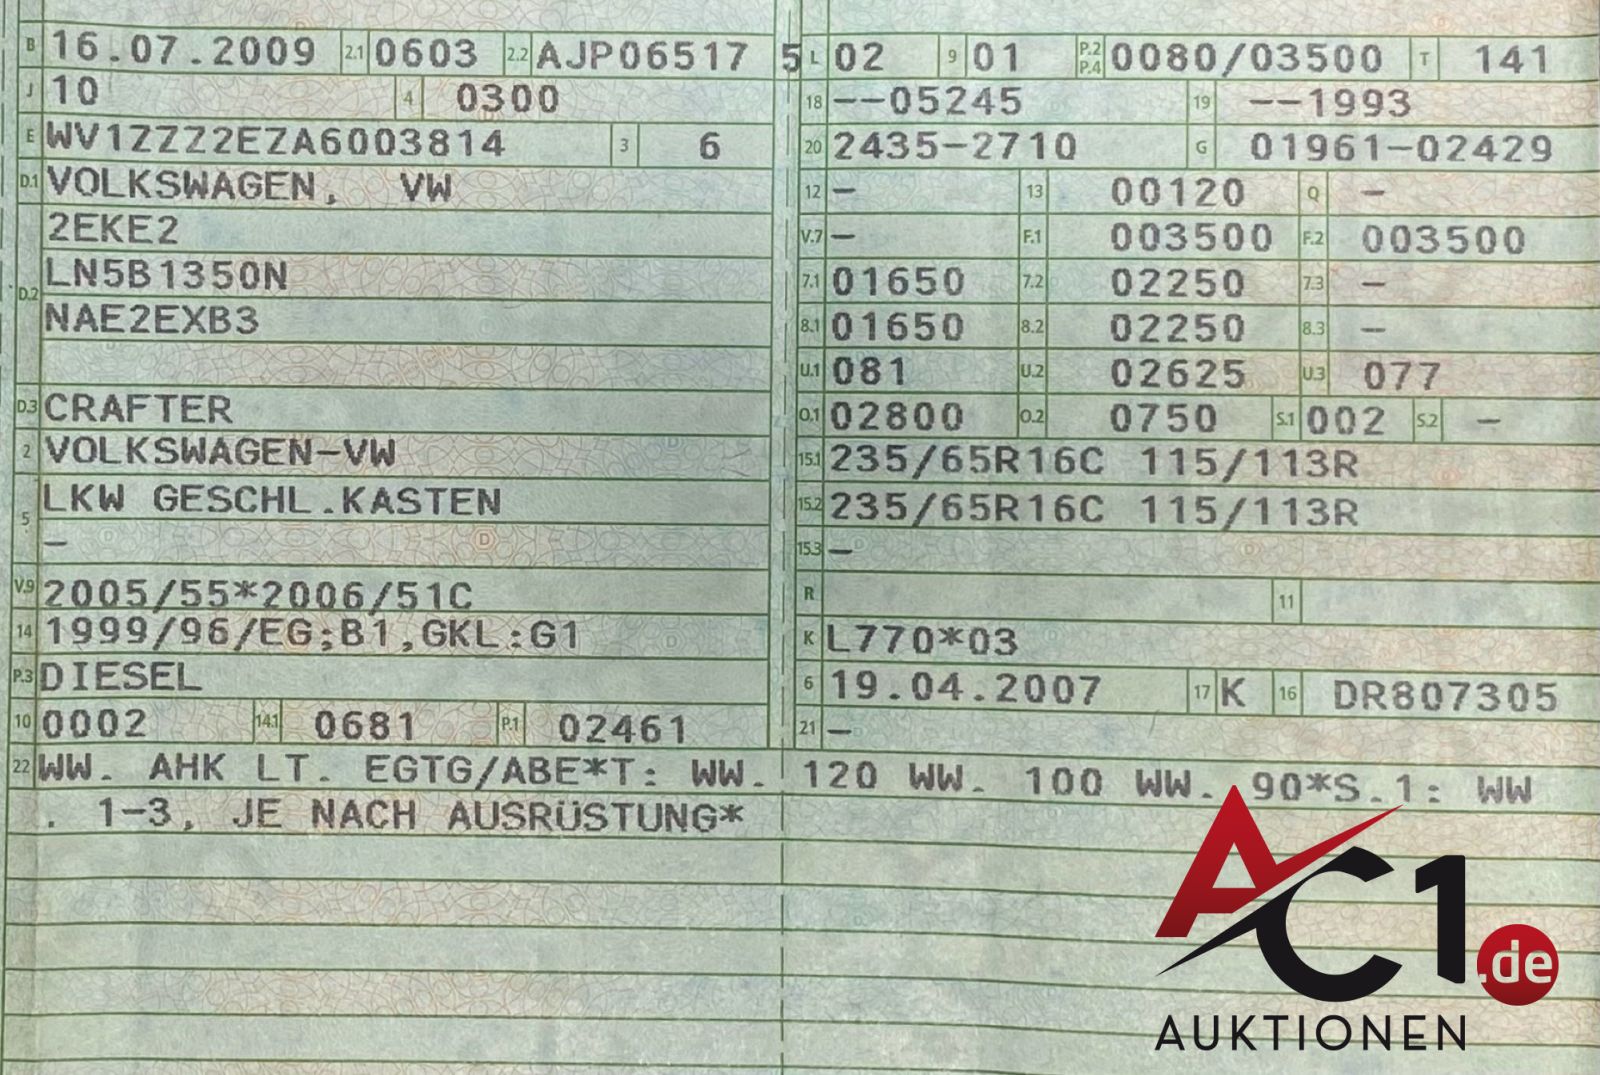 B 16.07.2009 2.1 0603 2.2 AJP06517 5
J 10 4 0300
E WV1ZZZ2EZA6003814 3 6
D.1 VOLKSWAGEN, VW
2EKE2
D.2 LN5B1350N
NAE2EXB3
D.3 CRAFTER
2 VOLKSWAGEN-VW
5 LKW GESCHL.KASTEN
-
V.9 2005/55*2006/51C
14 1999/96/EG;B1,GKL:G1
P.3 DIESEL
10 0002 14.1 0681 P.1 02461
L 02 9 01 P.2 P.4 0080/03500 T 141
18 --05245 19 --1993
20 2435-2710 G 01961-02429
12 - 13 00120 Q -
V.7 - F.1 003500 F.2 003500
7.1 01650 7.2 02250 7.3 -
8.1 01650 8.2 02250 8.3 -
U.1 081 U.2 02625 U.3 077
O.1 02800 O.2 0750 S.1 002 S.2 -
15.1 235/65R16C 115/113R
15.2 235/65R16C 115/113R
15.3 -
R 11
K L770*03
6 19.04.2007 17 K 16 DR807305
21 -
22 WW. AHK LT. EGTG/ABE*T: WW. 120 WW. 100 WW. 90*S.1: WW
. 1-3, JE NACH AUSRÜSTUNG*
AC1.de
AUKTIONEN